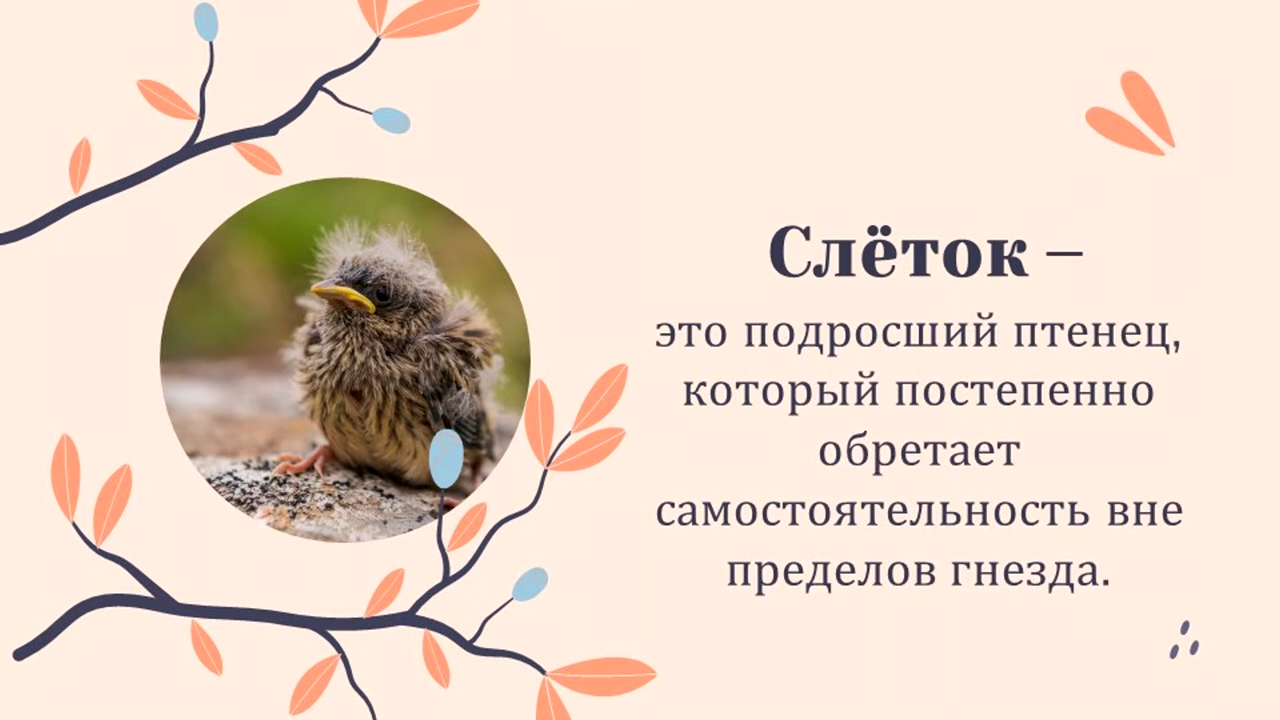 Слёток –
это подросший птенец,
который постепенно
обретает
самостоятельность вне
пределов гнезда.